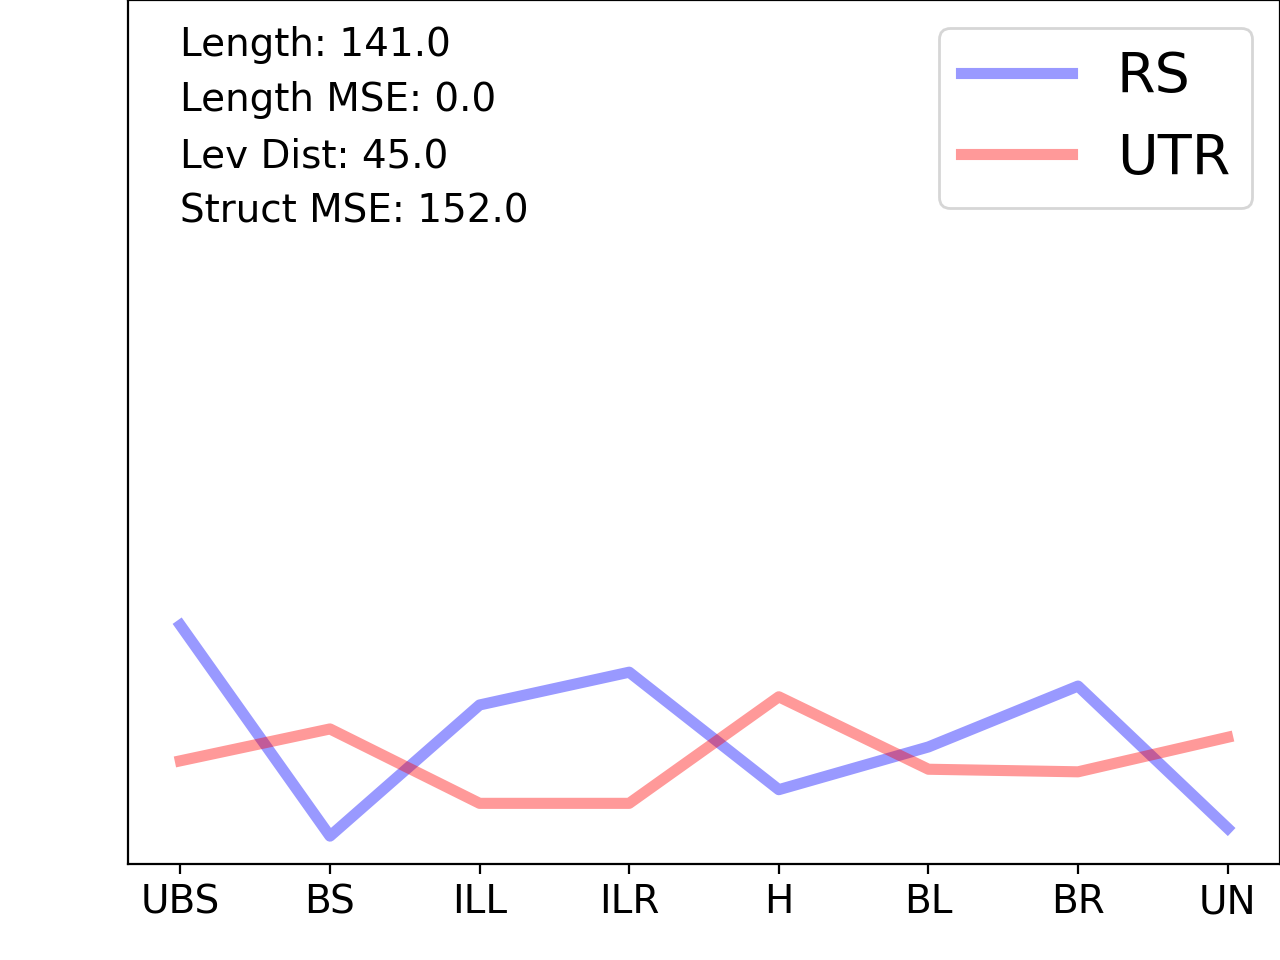 Length: 141.0
Length MSE: 0.0
Lev Dist: 45.0
Struct MSE: 152.0
RS
UTR
UBS BS ILL ILR H BL BR UN